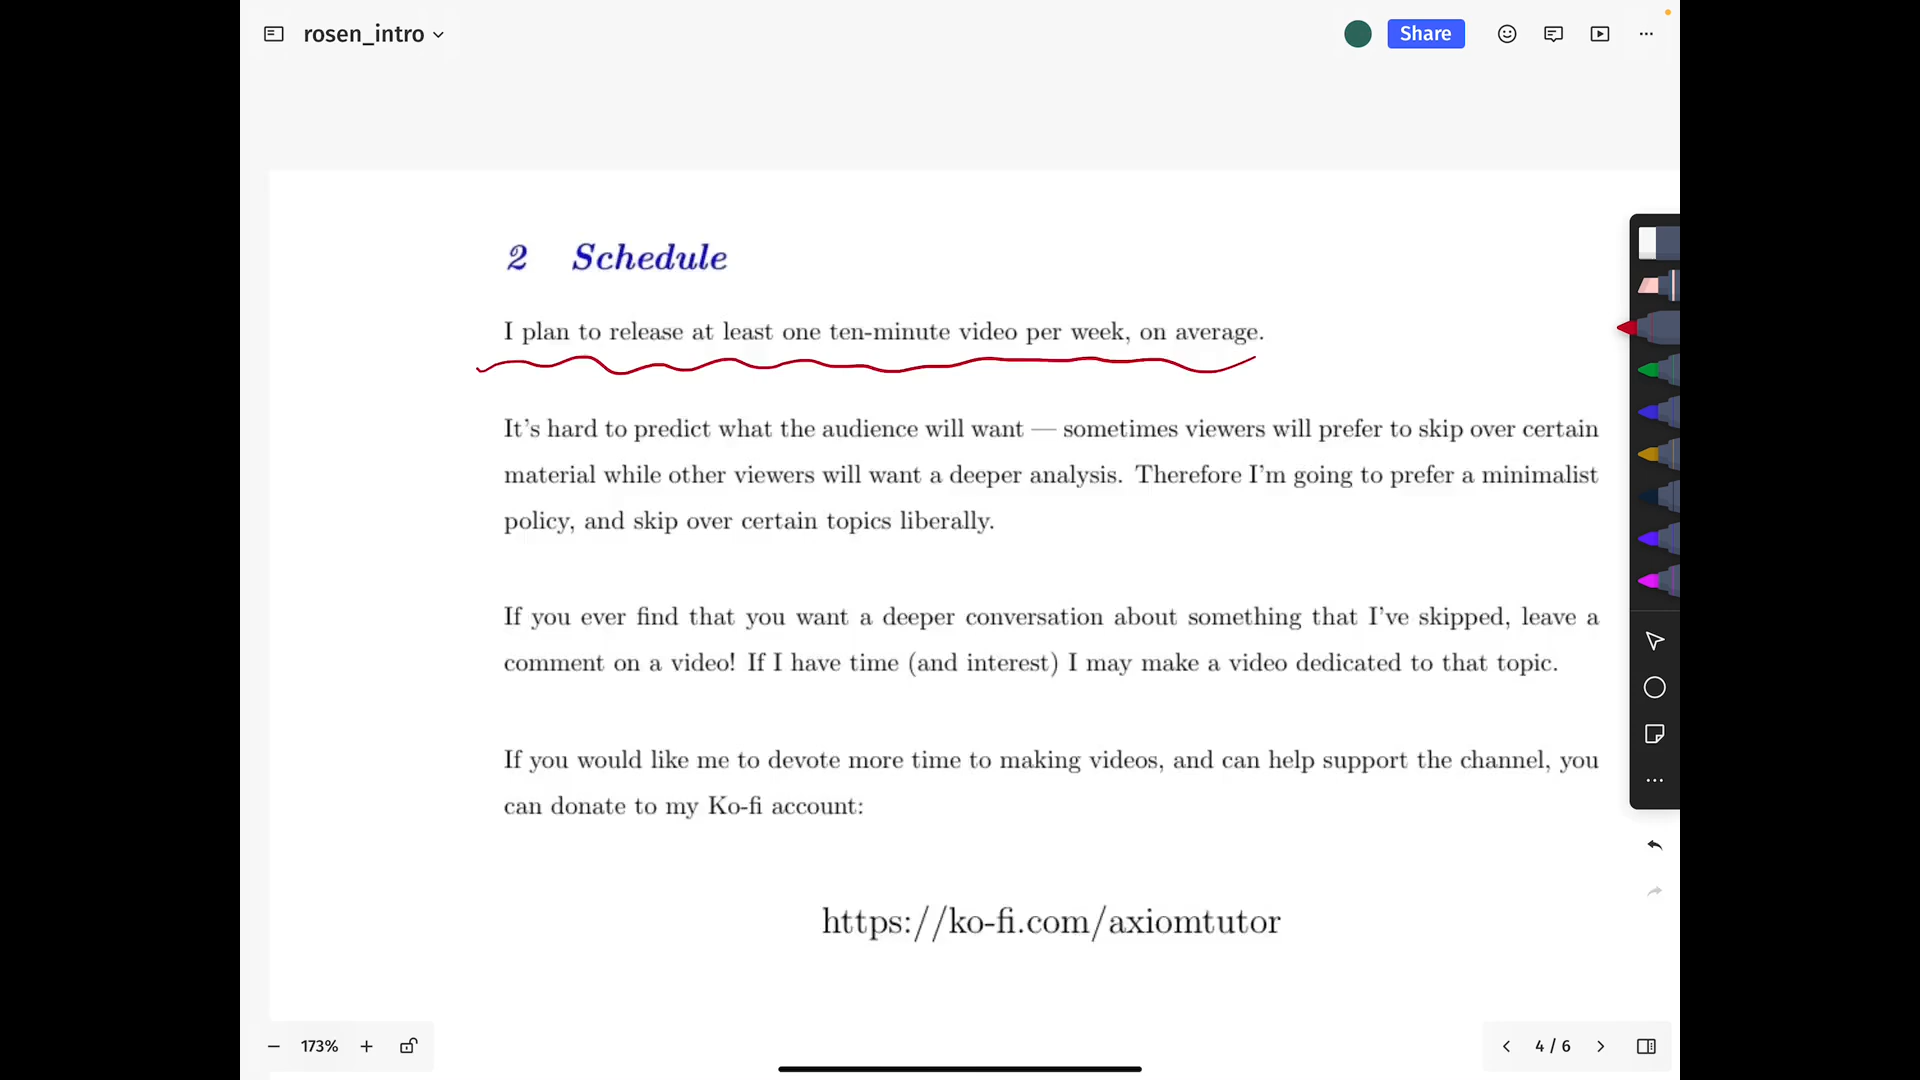 rosen_intro
Share
2 Schedule
I plan to release at least one ten-minute video per week, on average.
It's hard to predict what the audience will want — sometimes viewers will prefer to skip over certain
material while other viewers will want a deeper analysis. Therefore I'm going to prefer a minimalist
policy, and skip over certain topics liberally.
If you ever find that you want a deeper conversation about something that I've skipped, leave a
comment on a video! If I have time (and interest) I may make a video dedicated to that topic.
If you would like me to devote more time to making videos, and can help support the channel, you
can donate to my Ko-fi account:
https://ko-fi.com/axiomtutor
173%
4 / 6